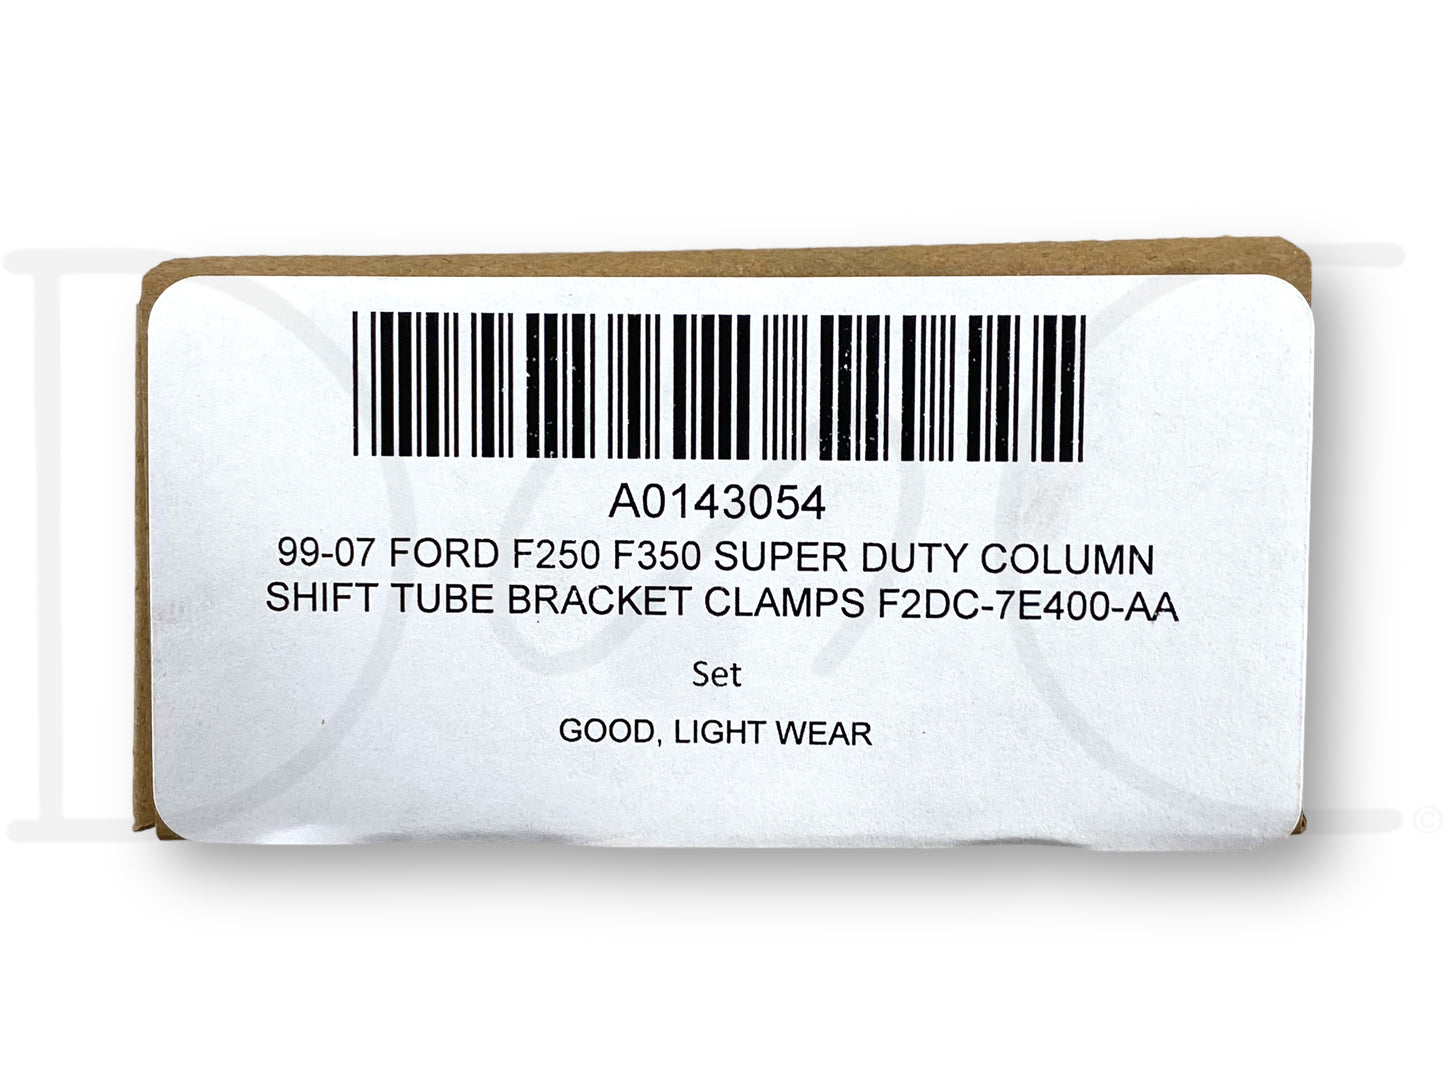 A0143054
99-07 FORD F250 F350 SUPER DUTY COLUMN
SHIFT TUBE BRACKET CLAMPS F2DC-7E400-AA
Set
GOOD, LIGHT WEAR
©